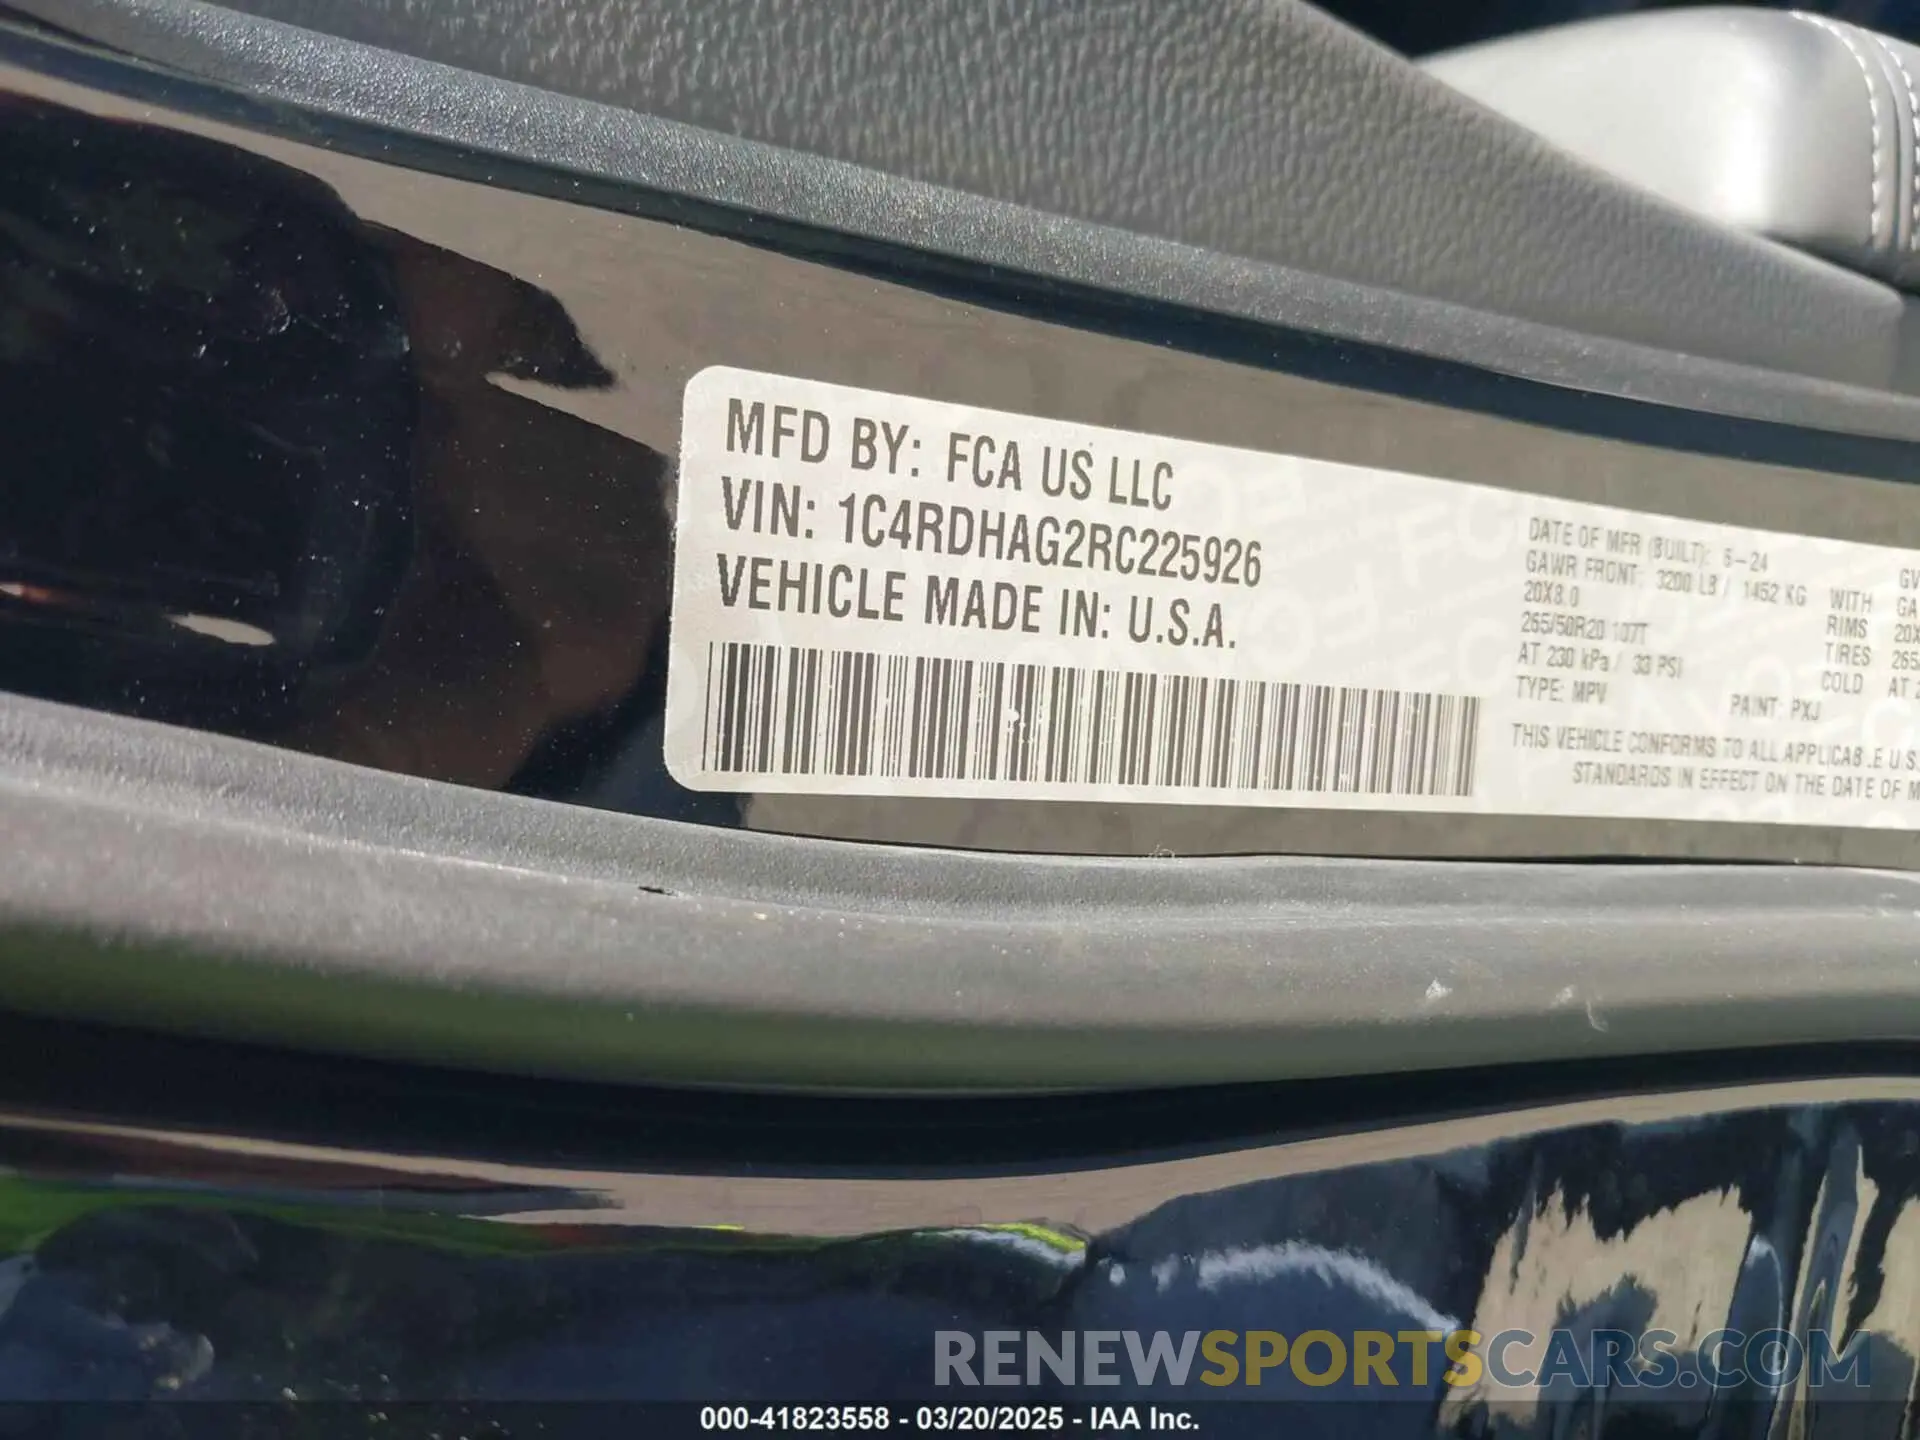 MFD BY: FCA US LLC
VIN: 1C4RDHAG2RC225926
VEHICLE MADE IN: U.S.A.
DATE OF MFR (BUILT): 5-24
GAWR FRONT: 3200 LB / 1452 KG WITH
20X8.0 RIMS 20X
265/50R20 107T TIRES 265/
AT 230 kPa / 33 PSI COLD AT
TYPE: MPV PAINT: PXJ
THIS VEHICLE CONFORMS TO ALL APPLICABLE U.S.
STANDARDS IN EFFECT ON THE DATE OF M
RENEWSPORTSCARS.COM
000-41823558 - 03/20/2025 - IAA Inc.